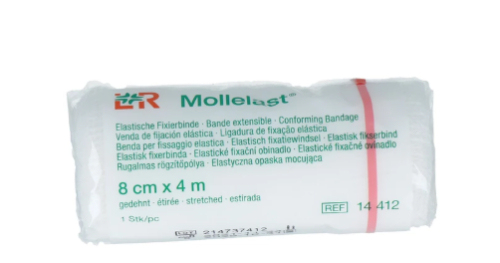 L&R Mollelast®
Elastische Fixierbinde · Bande extensible · Conforming Bandage
Venda de fijación elástica · Ligadura de fixação elástica
Benda per fissaggio elastica · Elastisch fixatiewindsel · Elastisk fikserbind
Elastisk fixerbinda · Elastické fixační obinadlo · Elastické fixačné ovinadlo
Rugalmas rögzítőpólya · Elastyczna opaska mocująca
8 cm x 4 m
gedehnt · étirée · stretched · estirada
1 Stk/pc
REF 14 412
214737412